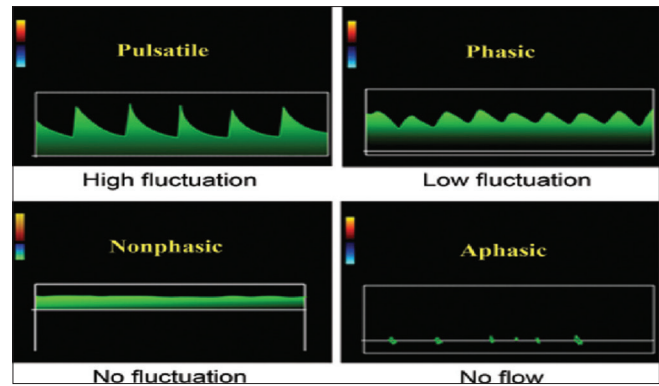 Pulsatile
High fluctuation
Phasic
Low fluctuation
Nonphasic
No fluctuation
Aphasic
No flow